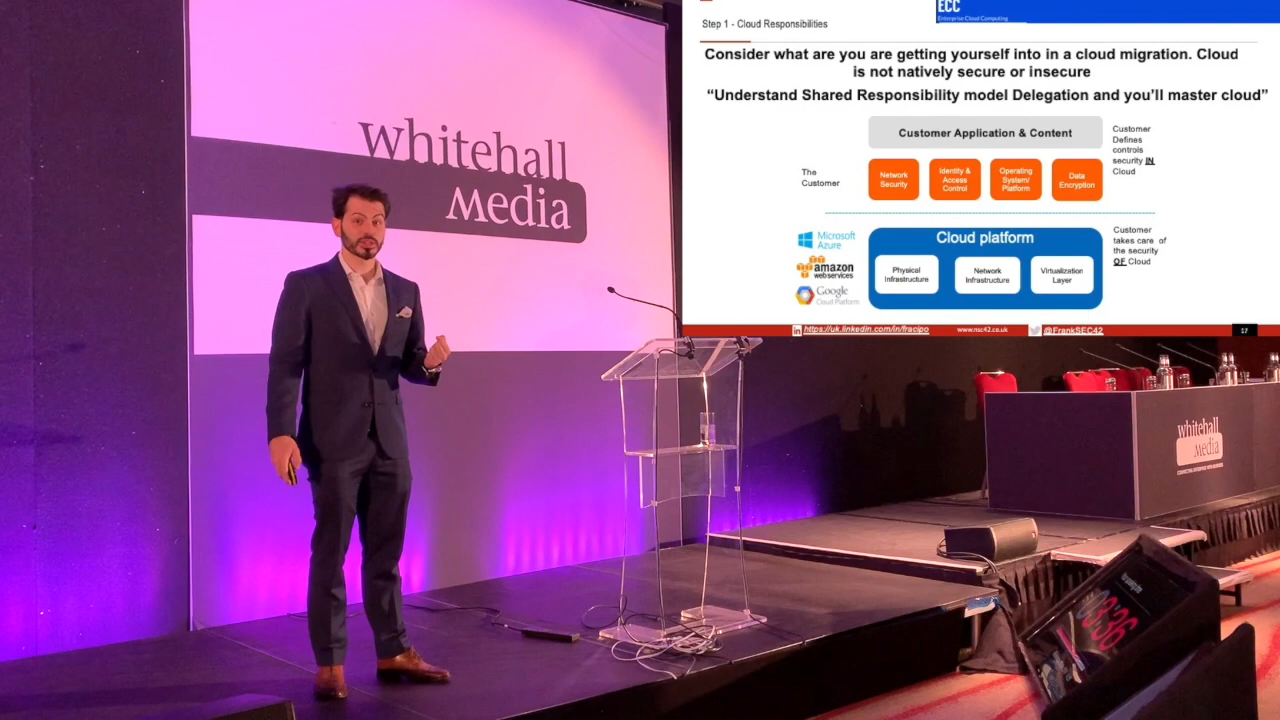 whitehall
media
ECC
Enterprise Cloud Computing
Step 1 - Cloud Responsibilities
Consider what are you are getting yourself into in a cloud migration. Cloud
is not natively secure or insecure
“Understand Shared Responsibility model Delegation and you’ll master cloud”
Customer Application & Content
Customer
Defines
controls
security IN
Cloud
The
Customer
Network
Security
Identity &
Access
Control
Operating
System/
Platform
Data
Encryption
Microsoft
Azure
amazon
webservices
Google
Cloud Platform
Cloud platform
Physical
Infrastructure
Network
Infrastructure
Virtualization
Layer
Customer
takes care of
the security
OF Cloud
in https://uk.linkedin.com/in/fracipo
www.nsc42.co.uk
@FrankSEC42
17
whitehall
media
CONNECTING ENTERPRISE WITH BUSINESS